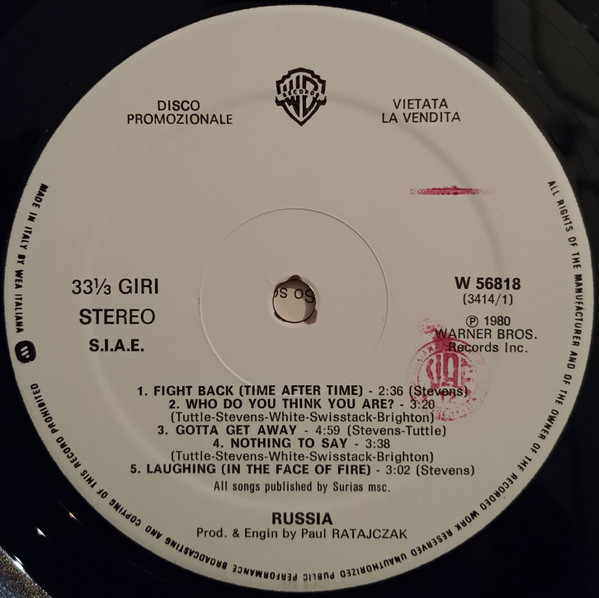 DISCO
PROMOZIONALE
WB
RECORDS
VIETATA
LA VENDITA
33⅓ GIRI
STEREO
S.I.A.E.
W 56818
(3414/1)
℗ 1980
WARNER BROS.
Records Inc.
1. FIGHT BACK (TIME AFTER TIME) - 2:36 (Stevens)
2. WHO DO YOU THINK YOU ARE? - 3:20
(Tuttle-Stevens-White-Swisstack-Brighton)
3. GOTTA GET AWAY - 4:59 (Stevens-Tuttle)
4. NOTHING TO SAY - 3:38
(Tuttle-Stevens-White-Swisstack-Brighton)
5. LAUGHING (IN THE FACE OF FIRE) - 3:02 (Stevens)
All songs published by Surias msc.
RUSSIA
Prod. & Engin by Paul RATAJCZAK
ALL RIGHTS OF THE MANUFACTURER AND OF THE OWNER OF THE RECORDED WORK RESERVED UNAUTHORIZED PUBLIC PERFORMANCE BROADCASTING AND COPYING OF THIS RECORD PROHIBITED
MADE IN ITALY BY WEA ITALIANA